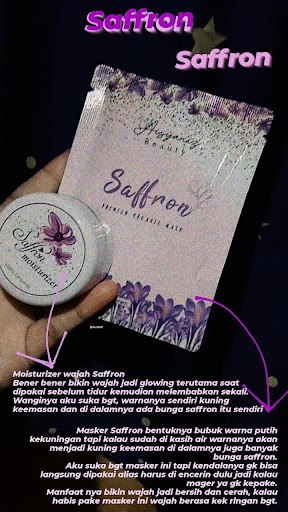 Saffron
Saffron
Beauty
Saffron
PREMIUM ORGANIC MASK
Saffron
moisturizer
Moisturizer wajah Saffron
Bener bener bikin wajah jadi glowing terutama saat
dipakai sebelum tidur kemudian melembabkan sekali.
Wanginya aku suka bgt, warnanya sendiri kuning
keemasan dan di dalamnya ada bunga saffron itu sendiri
Masker Saffron bentuknya bubuk warna putih
kekuningan tapi kalau sudah di kasih air warnanya akan
menjadi kuning keemasan di dalamnya juga banyak
bunga saffron.
Aku suka bgt masker ini tapi kendalanya gk bisa
langsung dipakai alias harus di encerin dulu jadi kalau
mager ya gk kepake.
Manfaat nya bikin wajah jadi bersih dan cerah, kalau
habis pake masker ini wajah berasa kek ringan bgt.